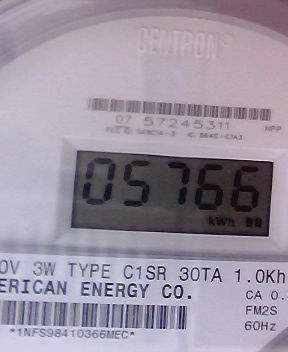 CENTRON®
07 57245311
HPP
05766
kWh
0V 3W TYPE C1SR 30TA 1.0Kh
ERICAN ENERGY CO.
CA 0.
FM2S
*1NFS98410366MEC*
60Hz